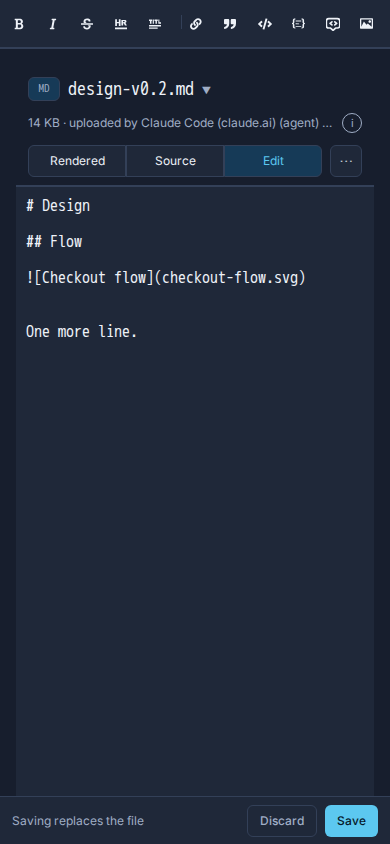 B I S HR TITL
MD design-v0.2.md ▼
14 KB · uploaded by Claude Code (claude.ai) (agent) ... i
Rendered Source Edit ...
# Design
## Flow
![Checkout flow](checkout-flow.svg)
One more line.
Saving replaces the file Discard Save